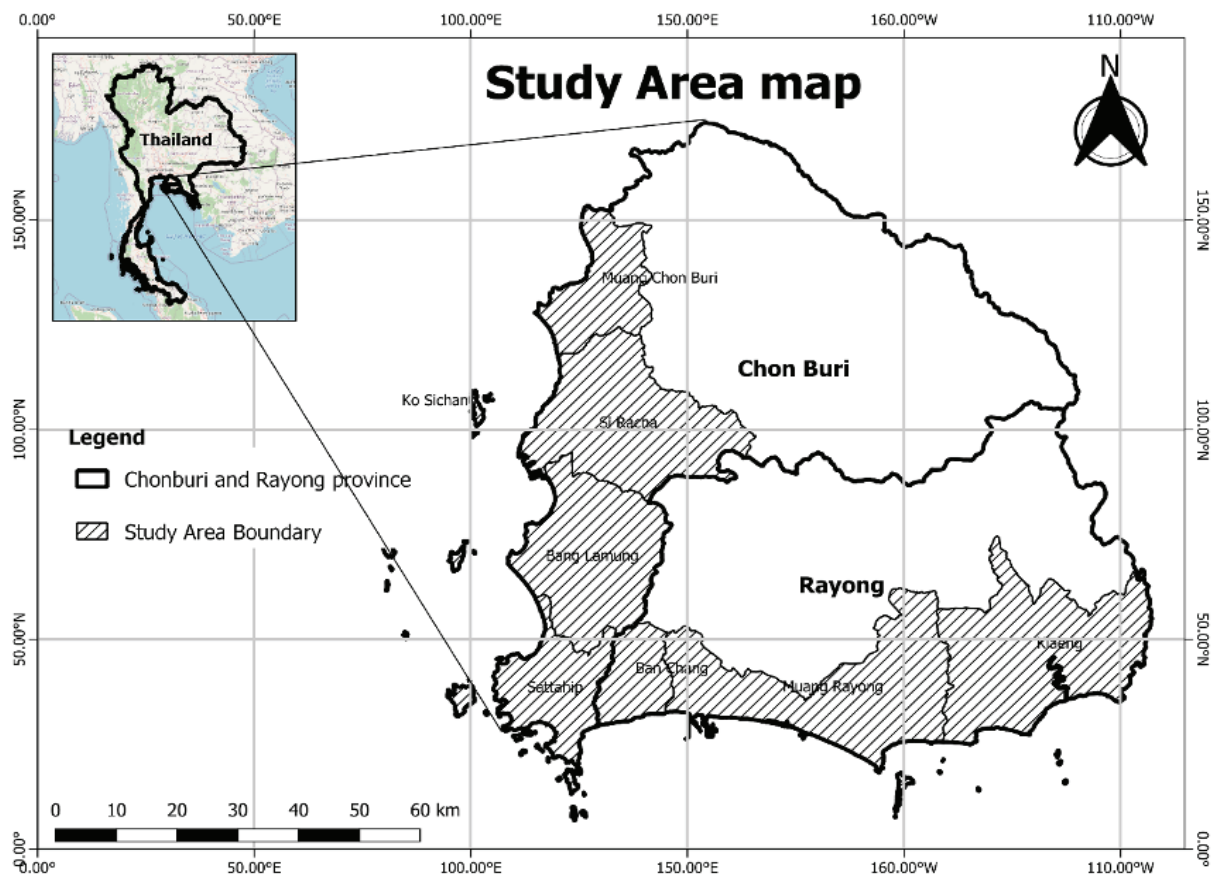 0.00° 50.00°E 100.00°E 150.00°E 160.00°W 110.00°W
Study Area map
N
Thailand
150.00°N 150.00°N
Muang Chon Buri
Chon Buri
Ko Sichan
Si Racha
100.00°N 100.00°N
Legend
Chonburi and Rayong province
Study Area Boundary
Bang Lamung
Rayong
50.00°N 50.00°N
Klaeng
Ban Chang
Sattahip
Muang Rayong
0 10 20 30 40 50 60 km
0.00° 0.00°
0.00° 50.00°E 100.00°E 150.00°E 160.00°W 110.00°W